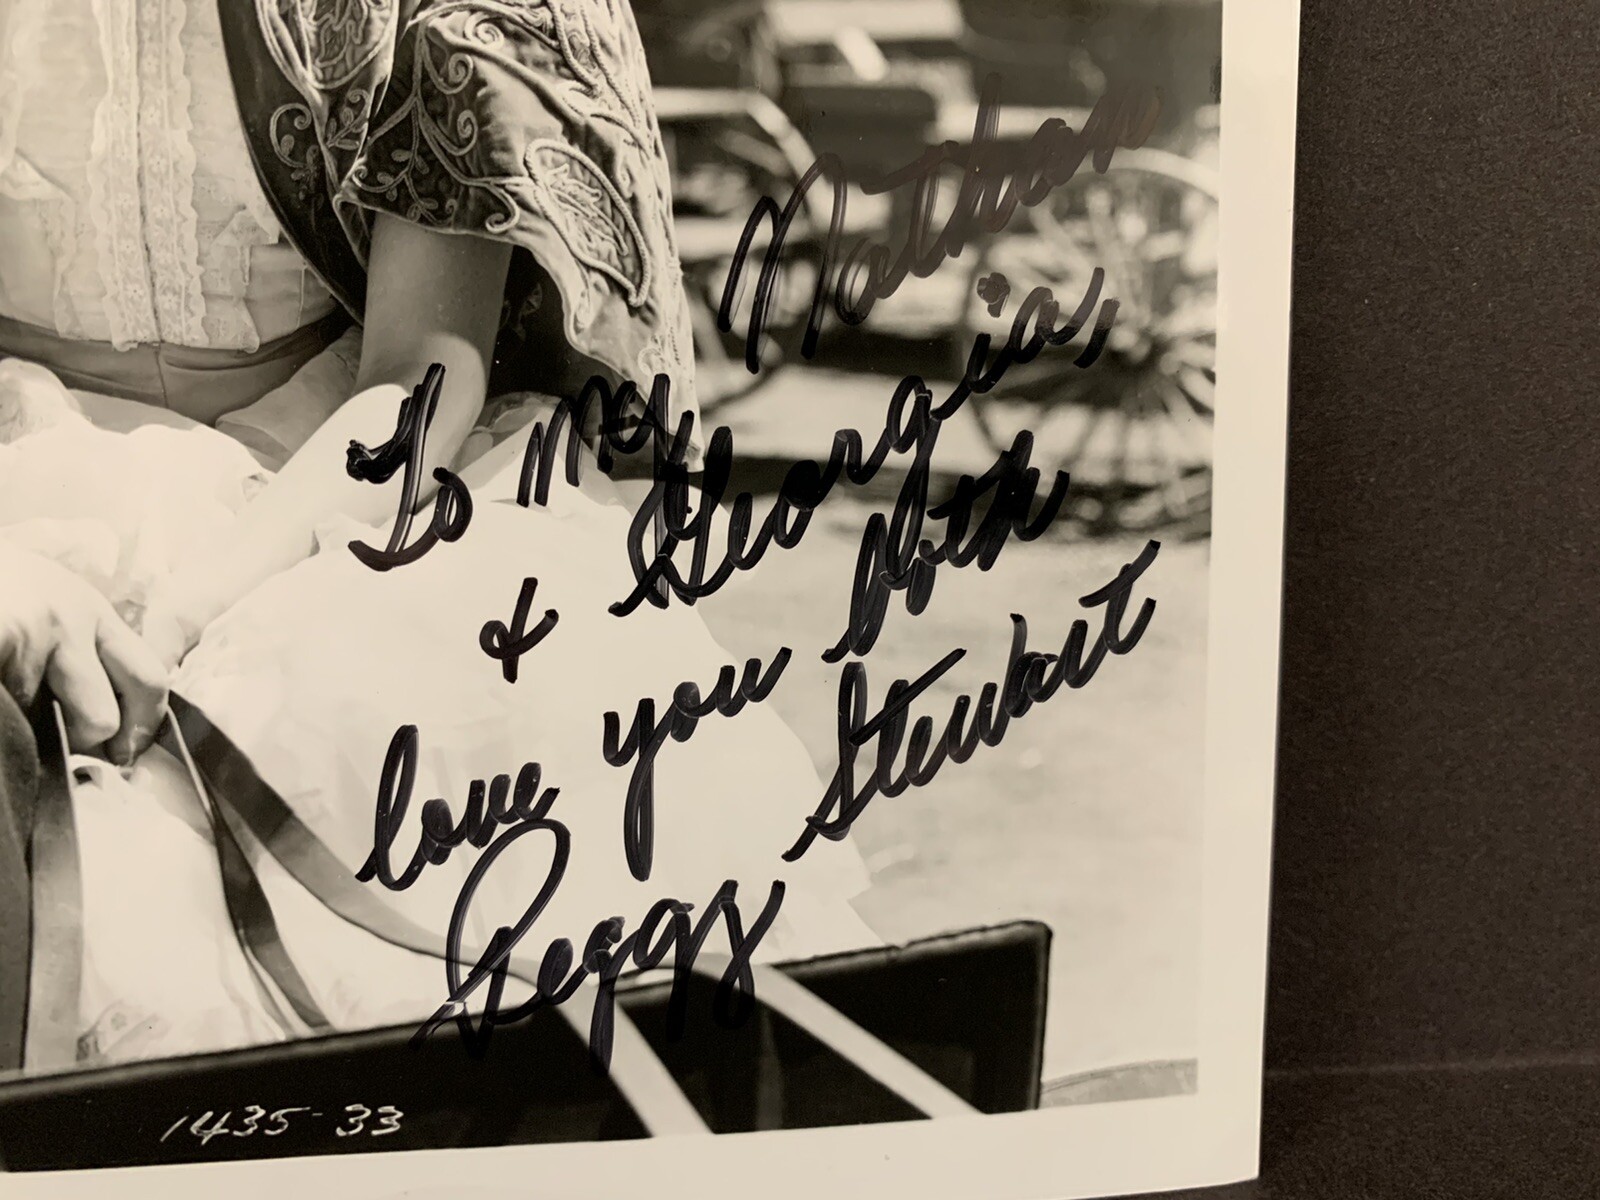 To my Nathan
& Georgia,
love you both
Peggy Stewart
1435-33